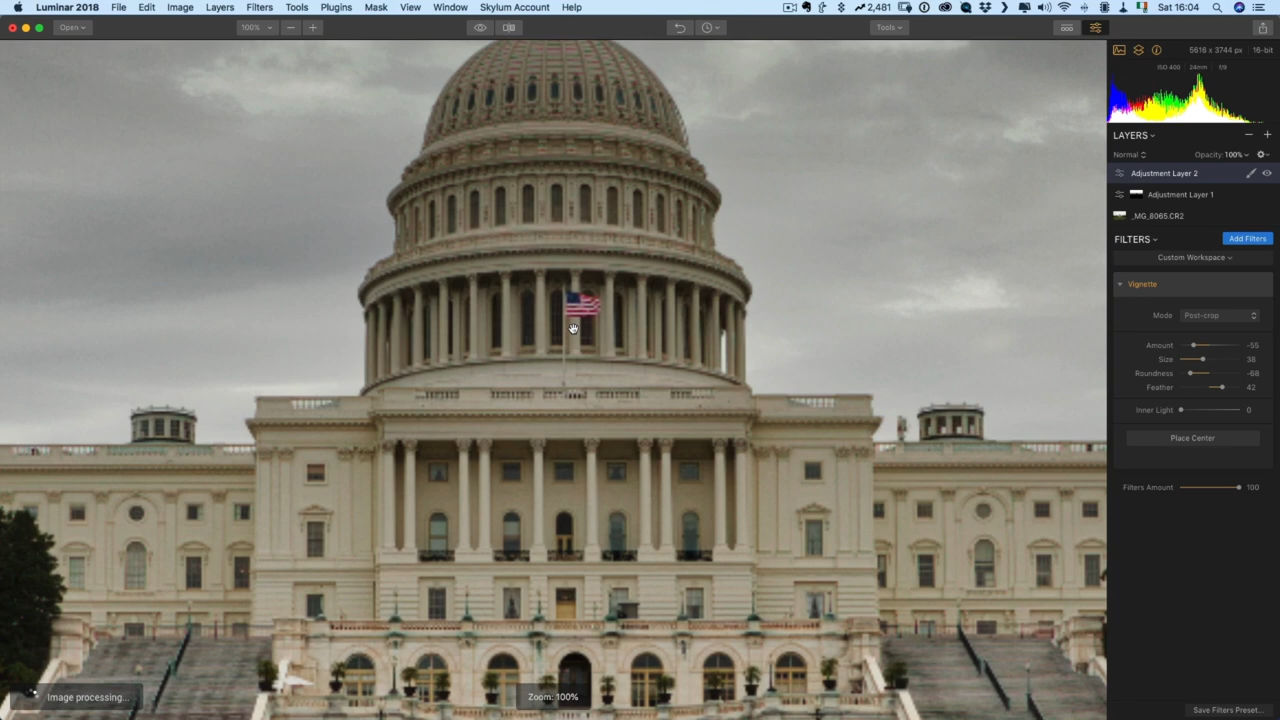 Luminar 2018 File Edit Image Layers Filters Tools Plugins Mask View Window Skylum Account Help 2,481 Sat 16:04
Open 100% Tools
5616 x 3744 px 16-bit
ISO 400 24mm f/9
LAYERS
Normal Opacity: 100%
Adjustment Layer 2
Adjustment Layer 1
_MG_8065.CR2
FILTERS Add Filters
Custom Workspace
Vignette
Mode Post-crop
Amount -55
Size 38
Roundness -68
Feather 42
Inner Light 0
Place Center
Filters Amount 100
Image processing...
Zoom: 100%
Save Filters Preset...